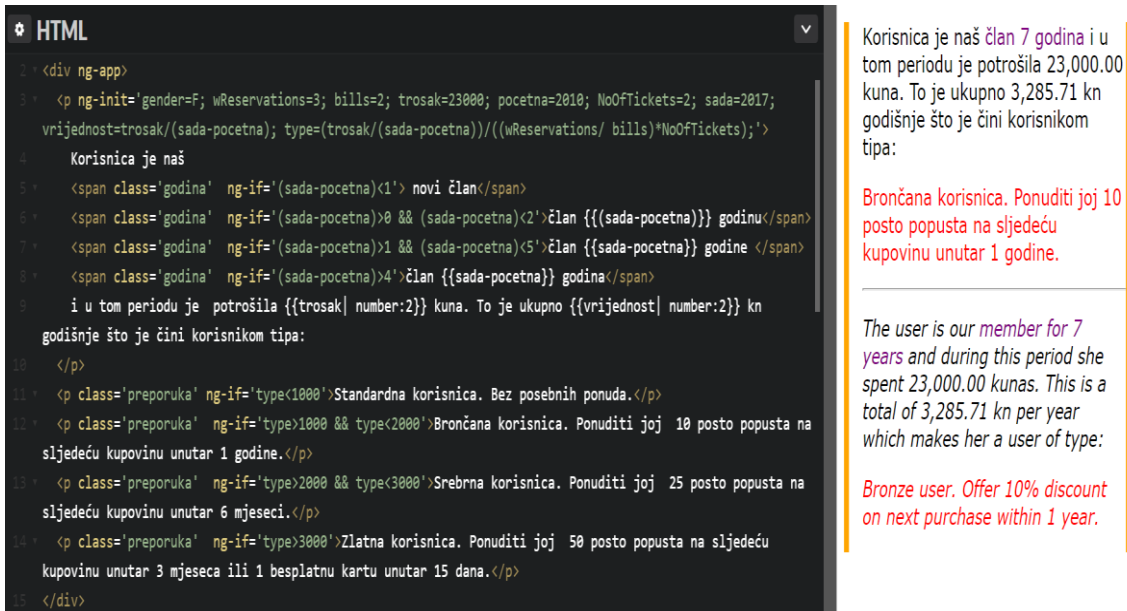 HTML
2 <div ng-app>
3 <p ng-init='gender=F; wReservations=3; bills=2; trosak=23000; pocetna=2010; NoOfTickets=2; sada=2017;
vrijednost=trosak/(sada-pocetna); type=(trosak/(sada-pocetna))/((wReservations/ bills)*NoOfTickets);'>
4 Korisnica je naš
5 <span class='godina'  ng-if='(sada-pocetna)<1'> novi član</span>
6 <span class='godina'  ng-if='(sada-pocetna)>0 && (sada-pocetna)<2'>član {{(sada-pocetna)}} godinu</span>
7 <span class='godina'  ng-if='(sada-pocetna)>1 && (sada-pocetna)<5'>član {{sada-pocetna}} godine </span>
8 <span class='godina'  ng-if='(sada-pocetna)>4'>član {{sada-pocetna}} godina</span>
9 i u tom periodu je  potrošila {{trosak| number:2}} kuna. To je ukupno {{vrijednost| number:2}} kn
godišnje što je čini korisnikom tipa:
10 </p>
11 <p class='preporuka' ng-if='type<1000'>Standardna korisnica. Bez posebnih ponuda.</p>
12 <p class='preporuka'  ng-if='type>1000 && type<2000'>Brončana korisnica. Ponuditi joj  10 posto popusta na
sljedeću kupovinu unutar 1 godine.</p>
13 <p class='preporuka'  ng-if='type>2000 && type<3000'>Srebrna korisnica. Ponuditi joj  25 posto popusta na
sljedeću kupovinu unutar 6 mjeseci.</p>
14 <p class='preporuka'  ng-if='type>3000'>Zlatna korisnica. Ponuditi joj  50 posto popusta na sljedeću
kupovinu unutar 3 mjeseca ili 1 besplatnu kartu unutar 15 dana.</p>
15 </div>
Korisnica je naš član 7 godina i u
tom periodu je potrošila 23,000.00
kuna. To je ukupno 3,285.71 kn
godišnje što je čini korisnikom
tipa:
Brončana korisnica. Ponuditi joj 10
posto popusta na sljedeću
kupovinu unutar 1 godine.
The user is our member for 7
years and during this period she
spent 23,000.00 kunas. This is a
total of 3,285.71 kn per year
which makes her a user of type:
Bronze user. Offer 10% discount
on next purchase within 1 year.